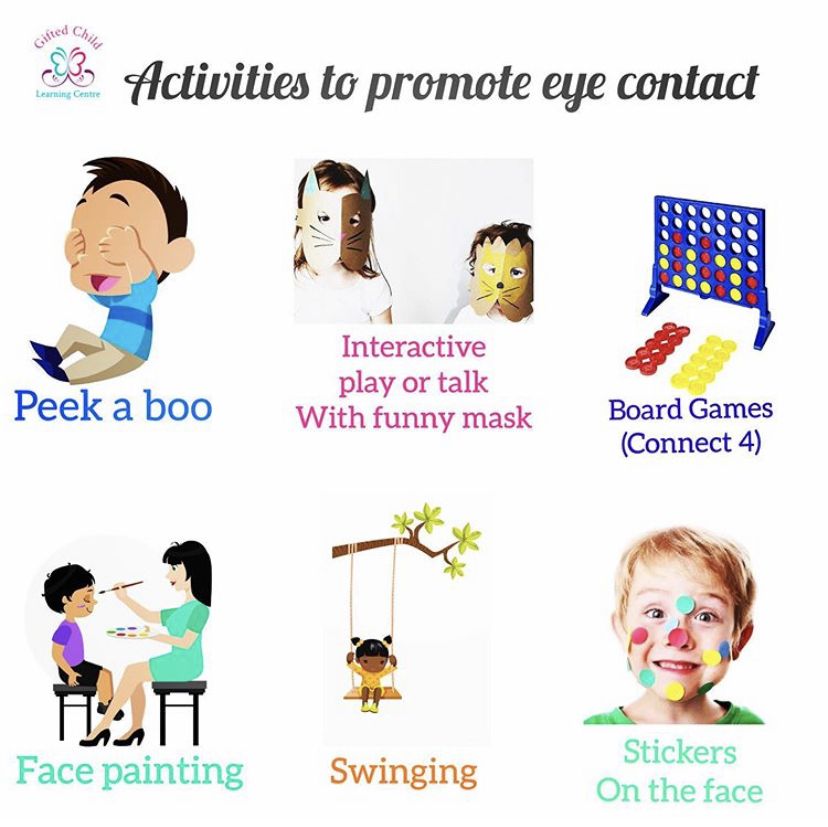 Gifted Child
Learning Centre
Activities to promote eye contact
Peek a boo
Interactive
play or talk
With funny mask
Board Games
(Connect 4)
Face painting
Swinging
Stickers
On the face